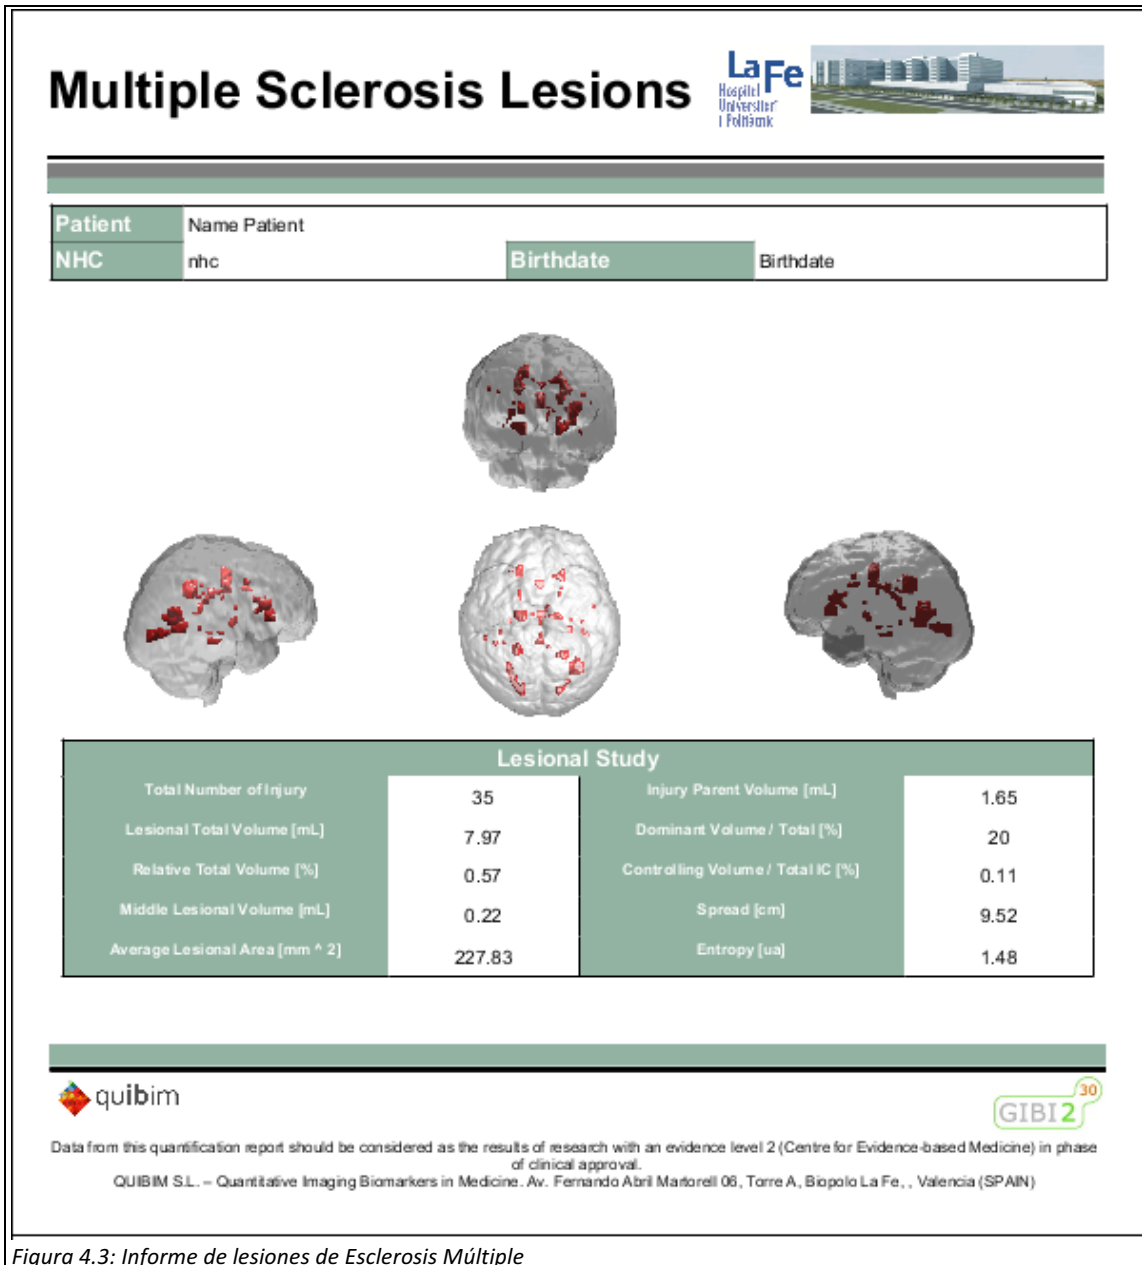 Multiple Sclerosis Lesions
LaFe
Hospital
Universitari
i Politècnic
Patient Name Patient
NHC nhc Birthdate Birthdate
Lesional Study
Total Number of Injury 35 Injury Parent Volume [mL] 1.65
Lesional Total Volume [mL] 7.97 Dominant Volume / Total [%] 20
Relative Total Volume [%] 0.57 Controlling Volume / Total IC [%] 0.11
Middle Lesional Volume [mL] 0.22 Spread [cm] 9.52
Average Lesional Area [mm ^ 2] 227.83 Entropy [ua] 1.48
quibim
GIBI2 30
Data from this quantification report should be considered as the results of research with an evidence level 2 (Centre for Evidence-based Medicine) in phase
of clinical approval.
QUIBIM S.L. – Quantitative Imaging Biomarkers in Medicine. Av. Fernando Abril Martorell 06, Torre A, Biopolo La Fe, , Valencia (SPAIN)
Figura 4.3: Informe de lesiones de Esclerosis Múltiple